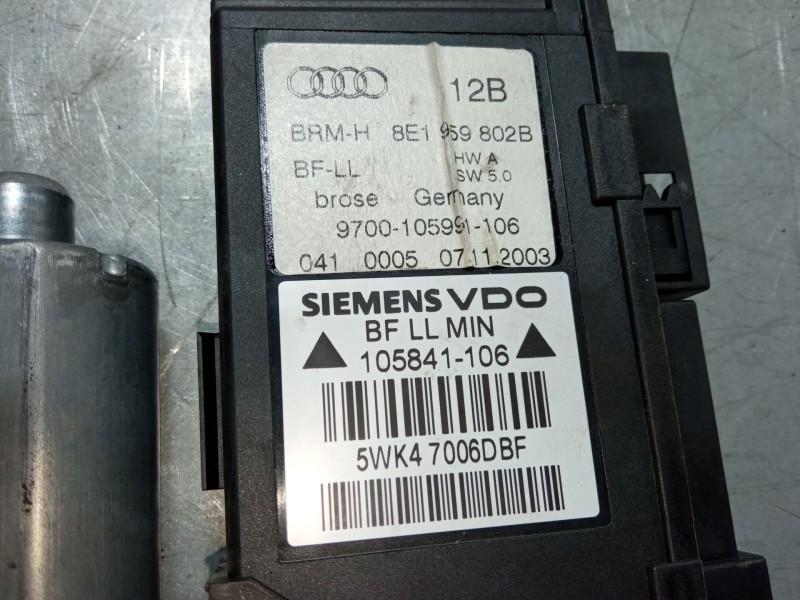 12B
BRM-H 8E1 959 802B
BF-LL HW A
SW 5.0
brose Germany
9700-105991-106
041 0005 07.11.2003
SIEMENS VDO
BF LL MIN
105841-106
5WK4 7006DBF